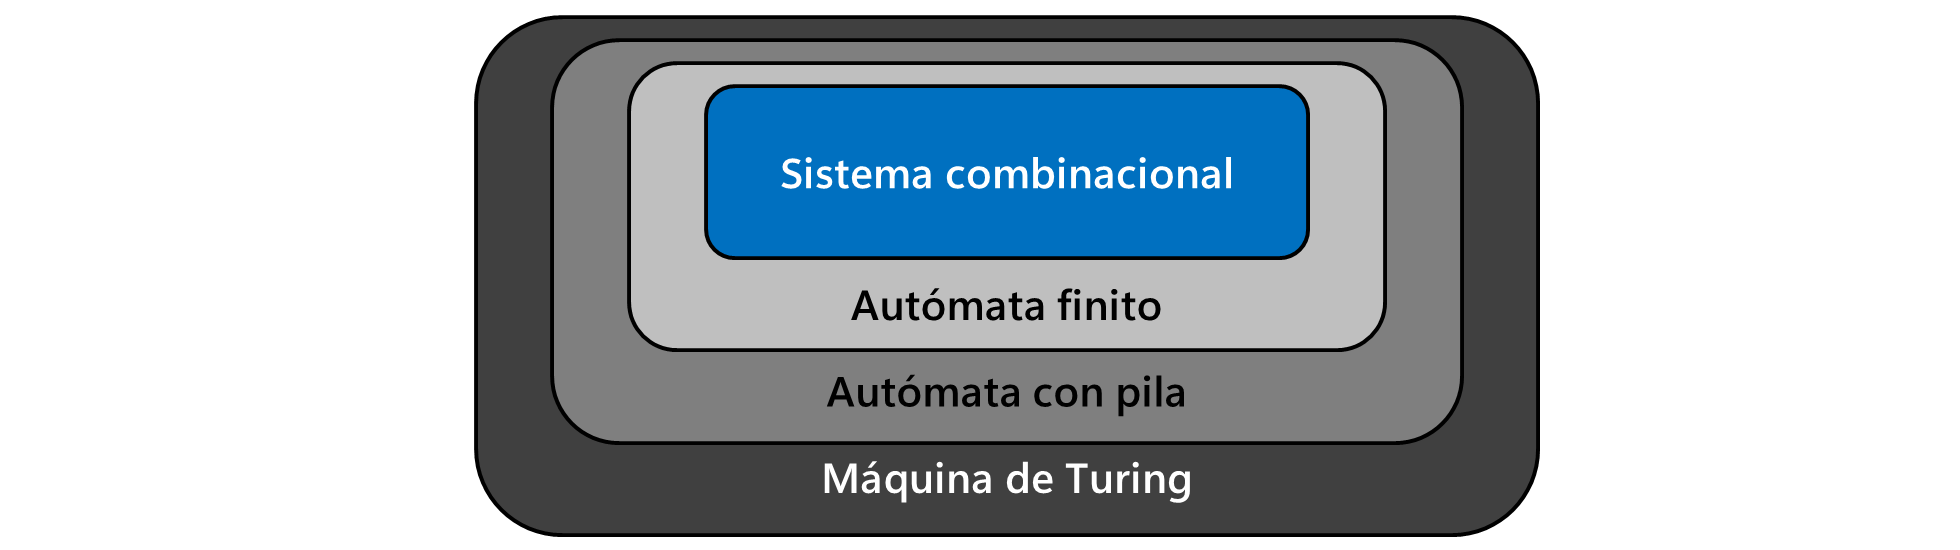 Sistema combinacional
Autómata finito
Autómata con pila
Máquina de Turing